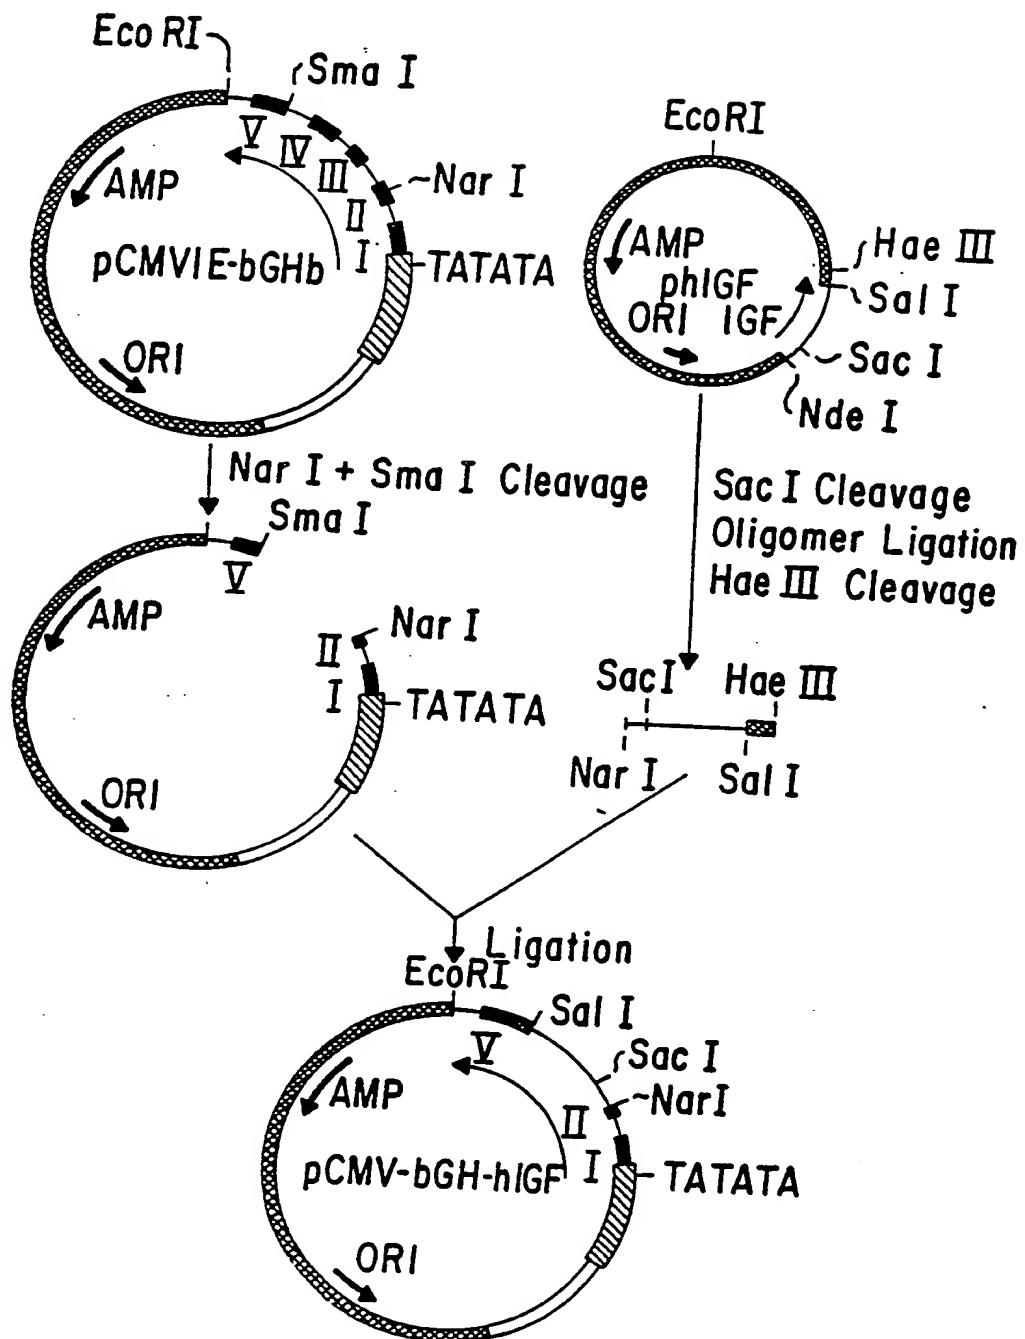 Eco RI
Sma I
V
IV
III
II
I
Nar I
AMP
pCMVIE-bGHb
TATATA
ORI
EcoRI
AMP
phIGF
ORI IGF
Hae III
Sal I
Sac I
Nde I
Nar I + Sma I Cleavage
Sac I Cleavage
Oligomer Ligation
Hae III Cleavage
Sma I
V
AMP
Nar I
II
I
TATATA
ORI
SacI Hae III
Nar I Sal I
Ligation
EcoRI
Sal I
V
Sac I
NarI
AMP
II
I
pCMV-bGH-hIGF
TATATA
ORI